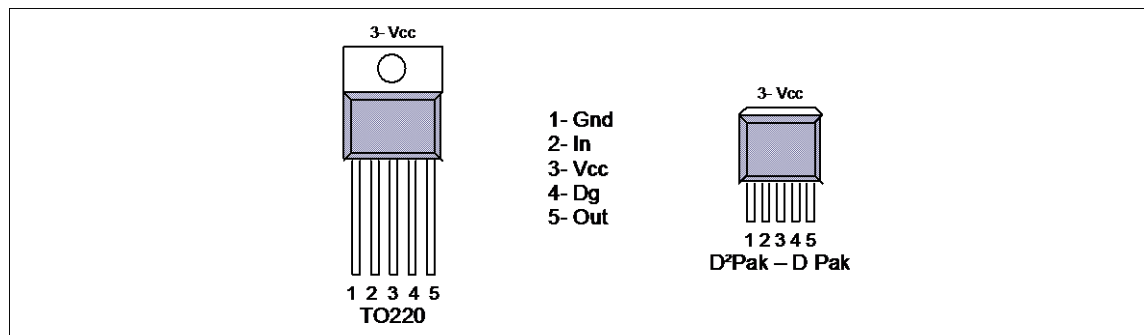 3- Vcc
1 2 3 4 5
TO220
1- Gnd
2- In
3- Vcc
4- Dg
5- Out
3- Vcc
1 2 3 4 5
D²Pak – D Pak